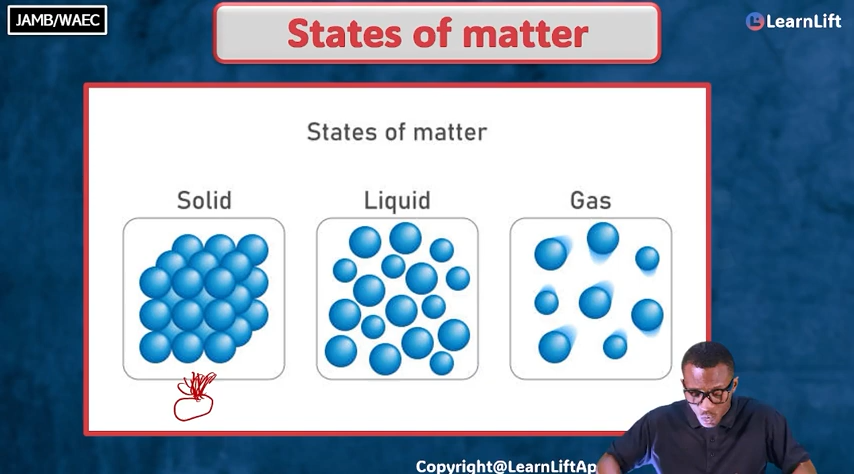 JAMB/WAEC
States of matter
LearnLift
States of matter
Solid
Liquid
Gas
Copyright@LearnLiftAp